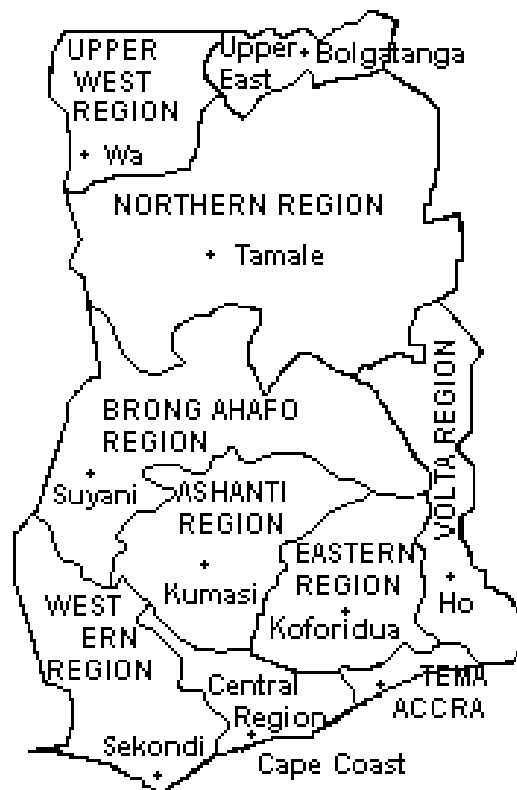 UPPER
WEST
REGION
Wa
Upper
East
Bolgatanga
NORTHERN REGION
Tamale
BRONG AHAFO
REGION
Suyani
ASHANTI
REGION
Kumasi
VOLTA REGION
Ho
EASTERN
REGION
Koforidua
WEST
ERN
REGION
Sekondi
Central
Region
Cape Coast
TEMA
ACCRA